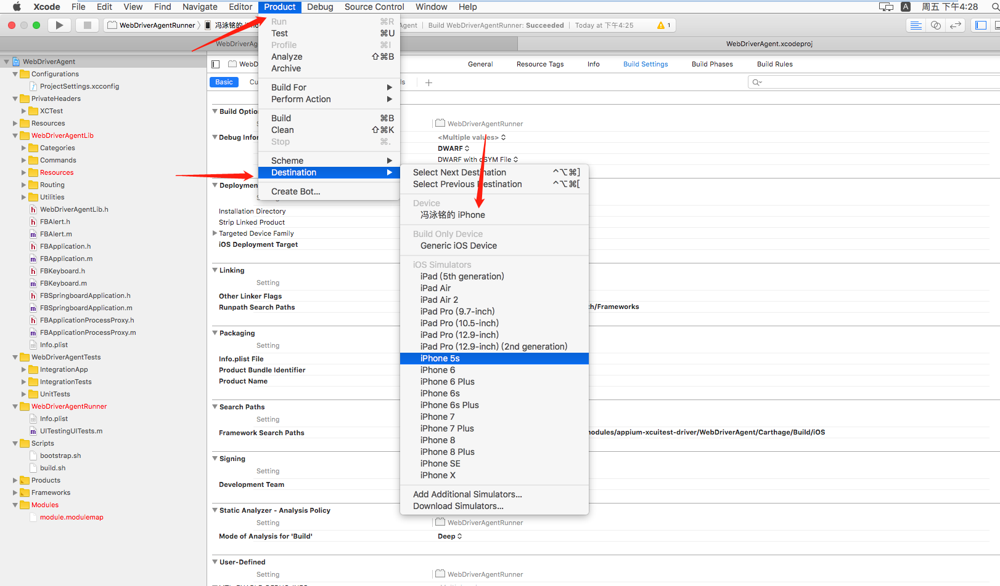 Xcode File Edit View Find Navigate Editor Product Debug Source Control Window Help A 周五 下午4:28
WebDriverAgentRunner 冯泳铭的 iPho Agent Build WebDriverAgentRunner: Succeeded Today at 下午4:25 1
WebDriverAg WebDriverAgent.xcodeproj
WebD General Resource Tags Info Build Settings Build Phases Build Rules
Basic Cu ls +
WebDriverAgent
Configurations
ProjectSettings.xcconfig
PrivateHeaders
XCTest
Resources
WebDriverAgentLib
Categories
Commands
Resources
Routing
Utilities
WebDriverAgentLib.h
FBAlert.h
FBAlert.m
FBApplication.h
FBApplication.m
FBKeyboard.h
FBKeyboard.m
FBSpringboardApplication.h
FBSpringboardApplication.m
FBApplicationProcessProxy.h
FBApplicationProcessProxy.m
Info.plist
WebDriverAgentTests
IntegrationApp
IntegrationTests
UnitTests
WebDriverAgentRunner
Info.plist
UITestingUITests.m
Scripts
bootstrap.sh
build.sh
Products
Frameworks
Modules
module.modulemap
Run ⌘R
Test ⌘U
Profile ⌘I
Analyze ⇧⌘B
Archive
Build For
Perform Action
Build ⌘B
Clean ⇧⌘K
Stop ⌘.
Scheme
Destination
Create Bot...
Select Next Destination ^⌥⌘]
Select Previous Destination ^⌥⌘[
Device
冯泳铭的 iPhone
Build Only Device
Generic iOS Device
iOS Simulators
iPad (5th generation)
iPad Air
iPad Air 2
iPad Pro (9.7-inch)
iPad Pro (10.5-inch)
iPad Pro (12.9-inch)
iPad Pro (12.9-inch) (2nd generation)
iPhone 5s
iPhone 6
iPhone 6 Plus
iPhone 6s
iPhone 6s Plus
iPhone 7
iPhone 7 Plus
iPhone 8
iPhone 8 Plus
iPhone SE
iPhone X
Add Additional Simulators...
Download Simulators...
Build Optio
WebDriverAgentRunner
Debug Infor <Multiple values>
DWARF
DWARF with dSYM File
Deploymen
Installation Directory
Strip Linked Product
Targeted Device Family
iOS Deployment Target
Linking
Setting
Other Linker Flags
Runpath Search Paths th/Frameworks
Packaging
Setting
Info.plist File
Product Bundle Identifier
Product Name
Search Paths
Setting
Framework Search Paths nodules/appium-xcuitest-driver/WebDriverAgent/Carthage/Build/iOS
Signing
Setting
Development Team
Static Analyzer - Analysis Policy
Setting WebDriverAgentRunner
Mode of Analysis for 'Build' Deep
User-Defined
Setting WebDriverAgentRunner